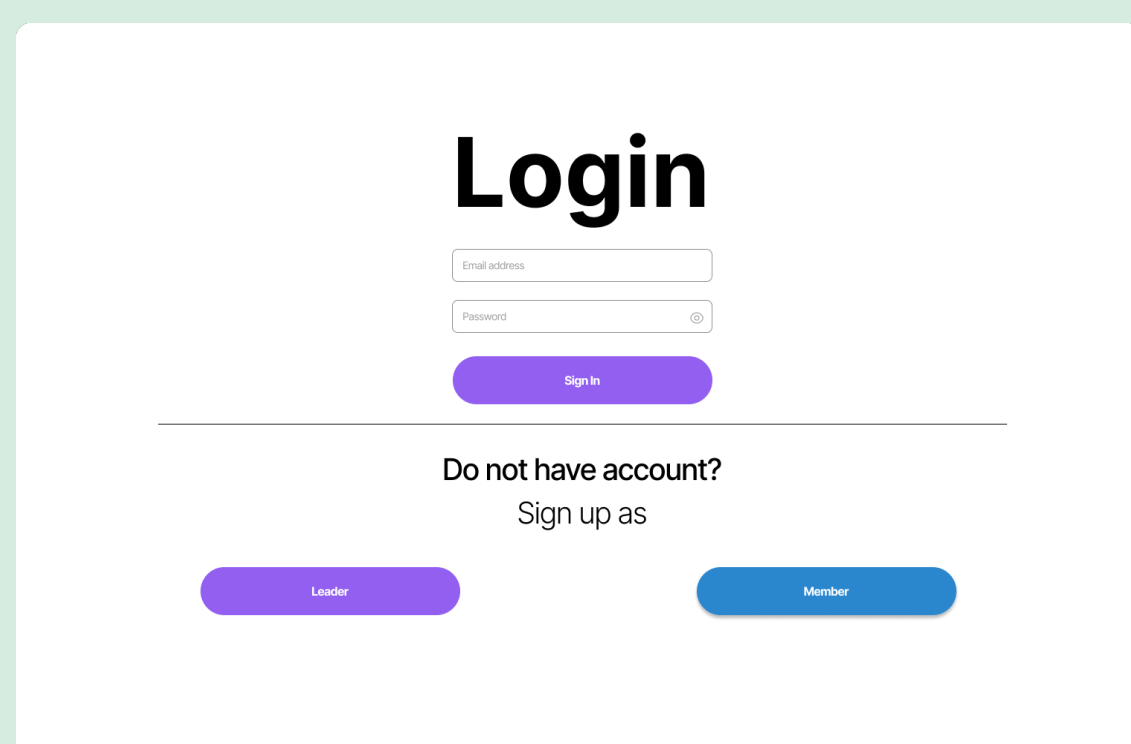 Login
Email address
Password
Sign In
Do not have account?
Sign up as
Leader
Member